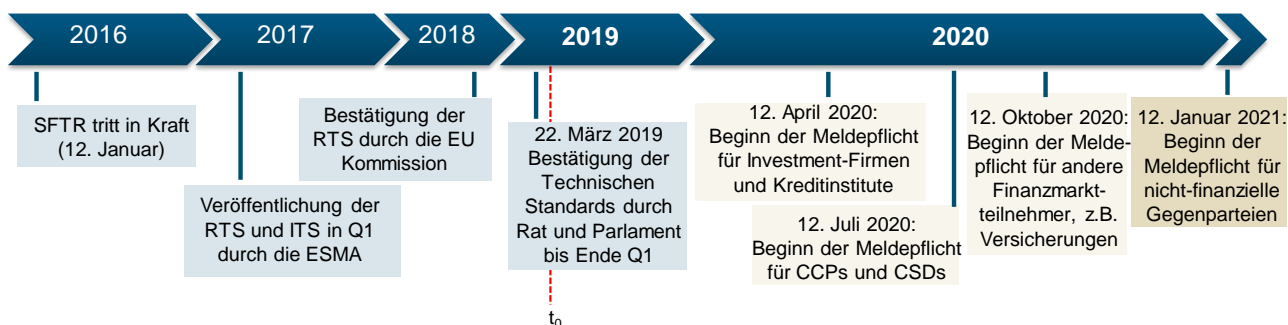 2016
2017
2018
2019
2020
SFTR tritt in Kraft
(12. Januar)
Veröffentlichung der
RTS und ITS in Q1
durch die ESMA
Bestätigung der
RTS durch die EU
Kommission
22. März 2019
Bestätigung der
Technischen
Standards durch
Rat und Parlament
bis Ende Q1
12. April 2020:
Beginn der Meldepflicht
für Investment-Firmen
und Kreditinstitute
12. Juli 2020:
Beginn der Meldepflicht
für CCPs und CSDs
12. Oktober 2020:
Beginn der Melde-
pflicht für andere
Finanzmarkt-
teilnehmer, z.B.
Versicherungen
12. Januar 2021:
Beginn der
Meldepflicht für
nicht-finanzielle
Gegenparteien
t0